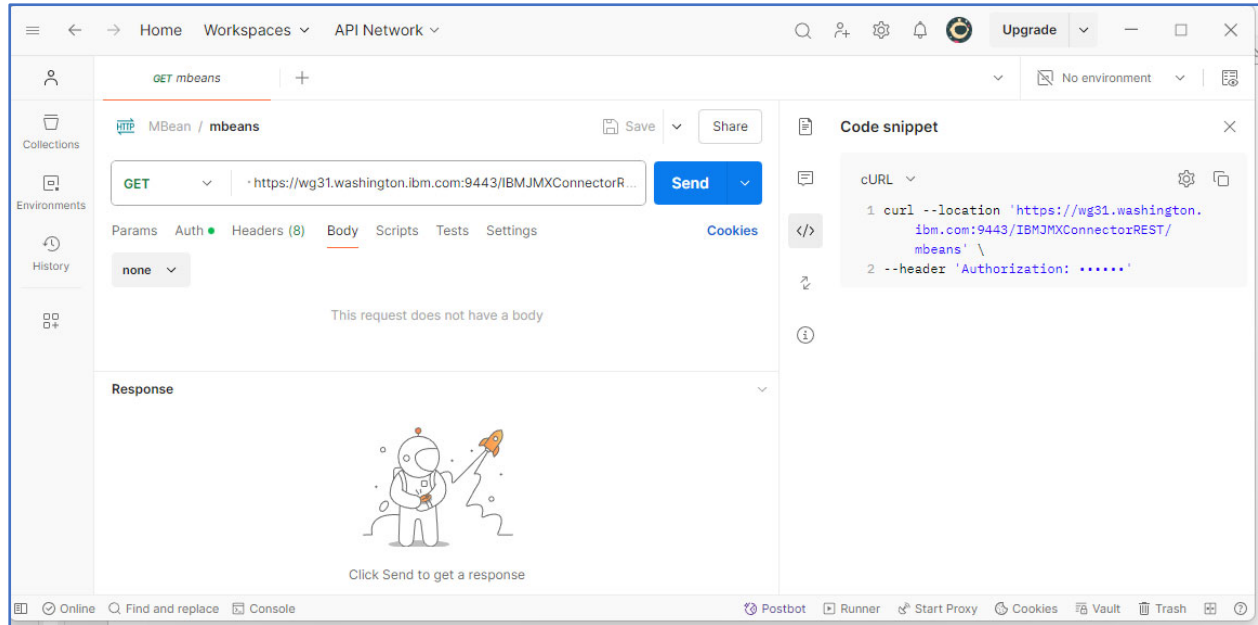 Home Workspaces API Network Upgrade
GET mbeans No environment
Collections
Environments
History
HTTP MBean / mbeans Save Share
GET https://wg31.washington.ibm.com:9443/IBMJMXConnectorR... Send
Params Auth Headers (8) Body Scripts Tests Settings Cookies
none
This request does not have a body
Response
Click Send to get a response
Code snippet
cURL
1 curl --location 'https://wg31.washington.
ibm.com:9443/IBMJMXConnectorREST/
mbeans' \
2 --header 'Authorization: ••••••'
Online Find and replace Console Postbot Runner Start Proxy Cookies Vault Trash